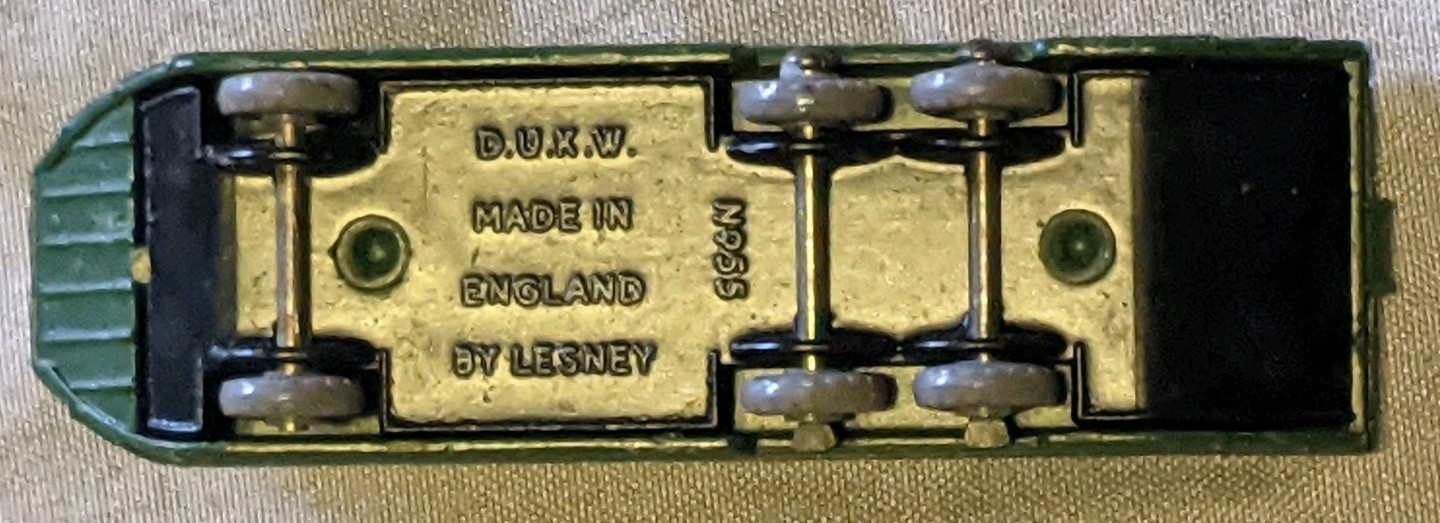 D.U.K.W.
MADE IN
ENGLAND
BY LESNEY
Nº55